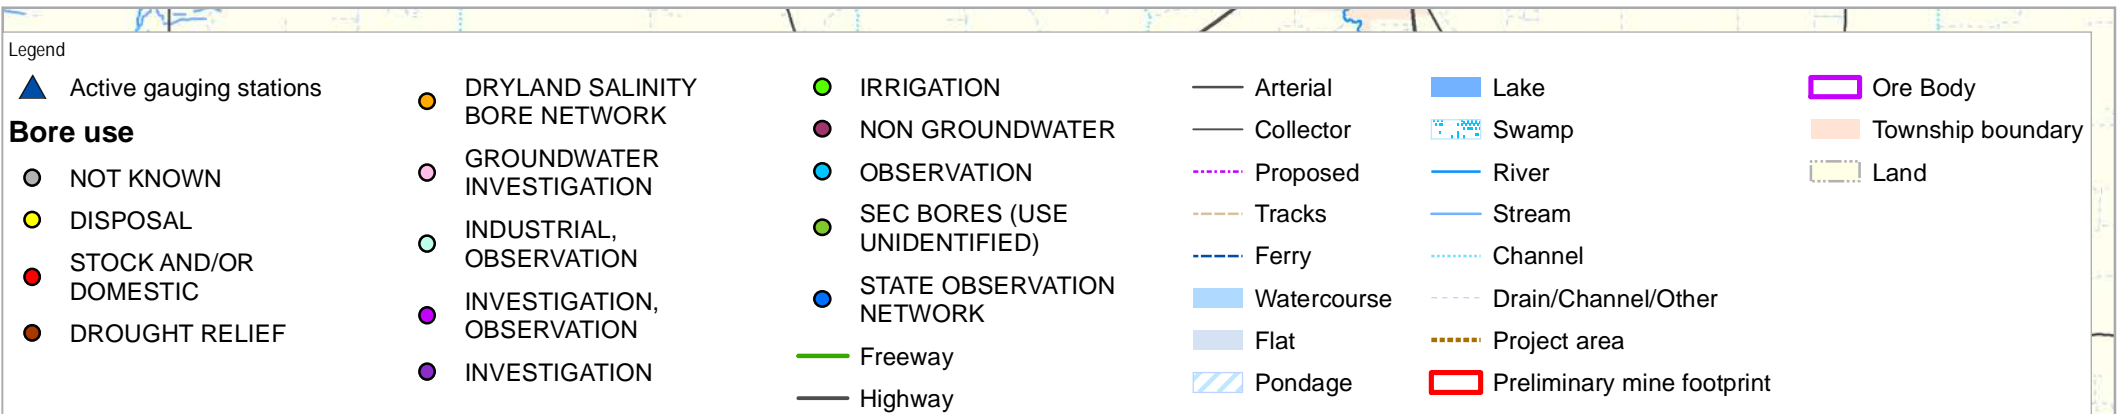 Legend
Active gauging stations
Bore use
NOT KNOWN
DISPOSAL
STOCK AND/OR
DOMESTIC
DROUGHT RELIEF
DRYLAND SALINITY
BORE NETWORK
GROUNDWATER
INVESTIGATION
INDUSTRIAL,
OBSERVATION
INVESTIGATION,
OBSERVATION
INVESTIGATION
IRRIGATION
NON GROUNDWATER
OBSERVATION
SEC BORES (USE
UNIDENTIFIED)
STATE OBSERVATION
NETWORK
Freeway
Highway
Arterial
Collector
Proposed
Tracks
Ferry
Watercourse
Flat
Pondage
Lake
Swamp
River
Stream
Channel
Drain/Channel/Other
Project area
Preliminary mine footprint
Ore Body
Township boundary
Land